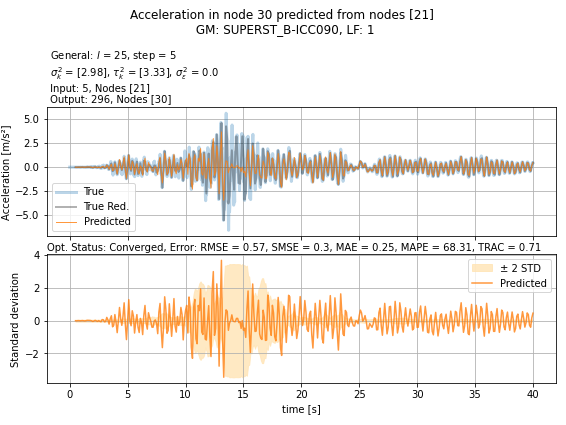 Acceleration in node 30 predicted from nodes [21]
GM: SUPERST_B-ICC090, LF: 1
General: l = 25, step = 5
σ²ₖ = [2.98], τ²ₖ = [3.33], σ²ₑ = 0.0
Input: 5, Nodes [21]
Output: 296, Nodes [30]
Acceleration [m/s²]
5.0
2.5
0.0
−2.5
−5.0
True
True Red.
Predicted
Opt. Status: Converged, Error: RMSE = 0.57, SMSE = 0.3, MAE = 0.25, MAPE = 68.31, TRAC = 0.71
Standard deviation
4
2
0
−2
± 2 STD
Predicted
0 5 10 15 20 25 30 35 40
time [s]